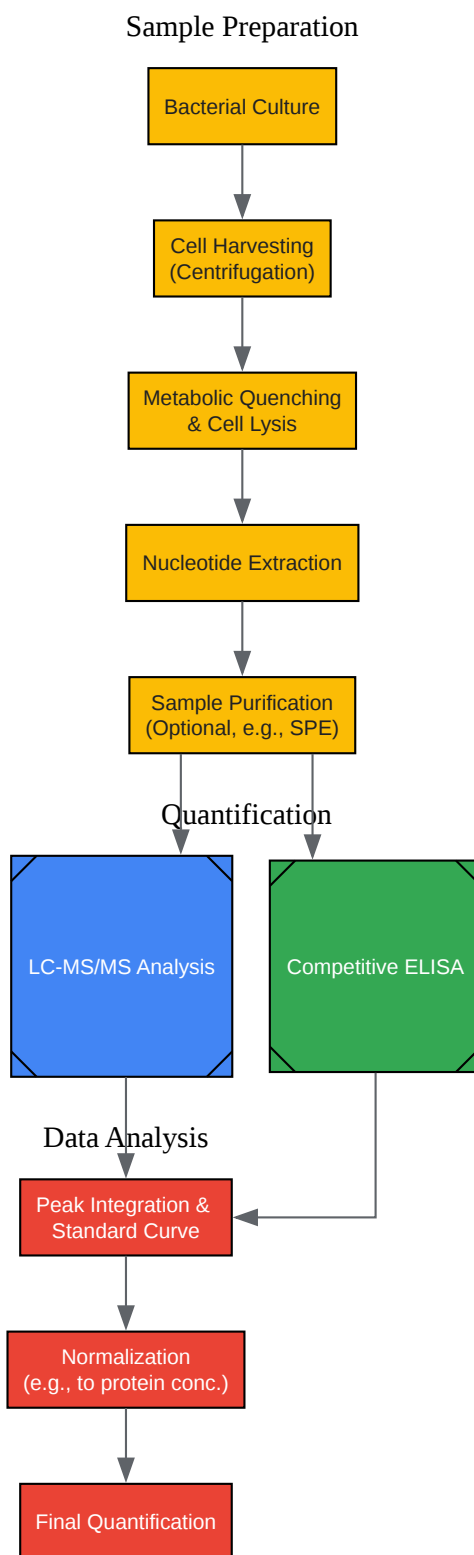 Sample Preparation
Bacterial Culture
Cell Harvesting
(Centrifugation)
Metabolic Quenching
& Cell Lysis
Nucleotide Extraction
Sample Purification
(Optional, e.g., SPE)
Quantification
LC-MS/MS Analysis
Competitive ELISA
Data Analysis
Peak Integration &
Standard Curve
Normalization
(e.g., to protein conc.)
Final Quantification